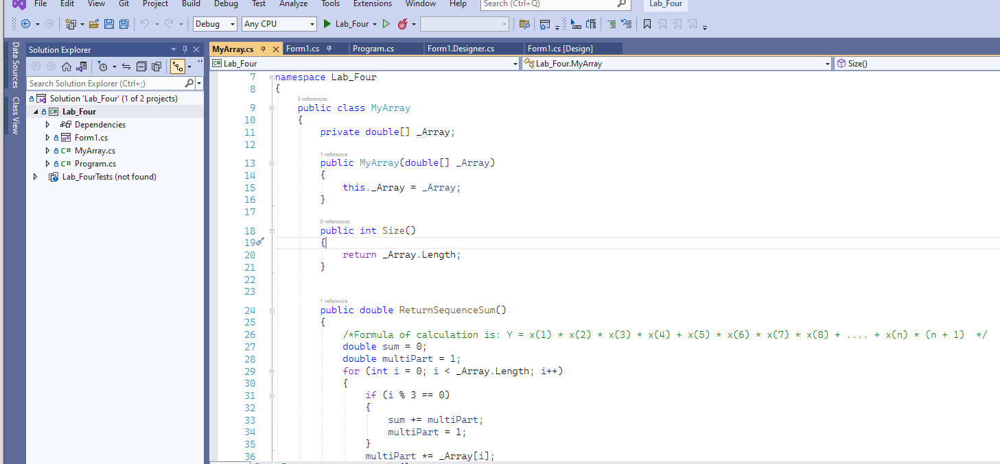 File Edit View Git Project Build Debug Test Analyze Tools Extensions Window Help Search (Ctrl+Q) Lab_Four
Debug Any CPU Lab_Four
Data Sources
Class View
Solution Explorer
Search Solution Explorer (Ctrl+;)
Solution 'Lab_Four' (1 of 2 projects)
C# Lab_Four
Dependencies
Form1.cs
C# MyArray.cs
C# Program.cs
Lab_FourTests (not found)
MyArray.cs Form1.cs Program.cs Form1.Designer.cs Form1.cs [Design]
C# Lab_Four Lab_Four.MyArray Size()
7 namespace Lab_Four
8 {
3 references
9 public class MyArray
10 {
11 private double[] _Array;
12
1 reference
13 public MyArray(double[] _Array)
14 {
15 this._Array = _Array;
16 }
17
0 references
18 public int Size()
19 {
20 return _Array.Length;
21 }
22
23
1 reference
24 public double ReturnSequenceSum()
25 {
26 /*Formula of calculation is: Y = x(1) * x(2) * x(3) * x(4) + x(5) * x(6) * x(7) * x(8) + .... + x(n) * (n + 1) */
27 double sum = 0;
28 double multiPart = 1;
29 for (int i = 0; i < _Array.Length; i++)
30 {
31 if (i % 3 == 0)
32 {
33 sum += multiPart;
34 multiPart = 1;
35 }
36 multiPart *= _Array[i];